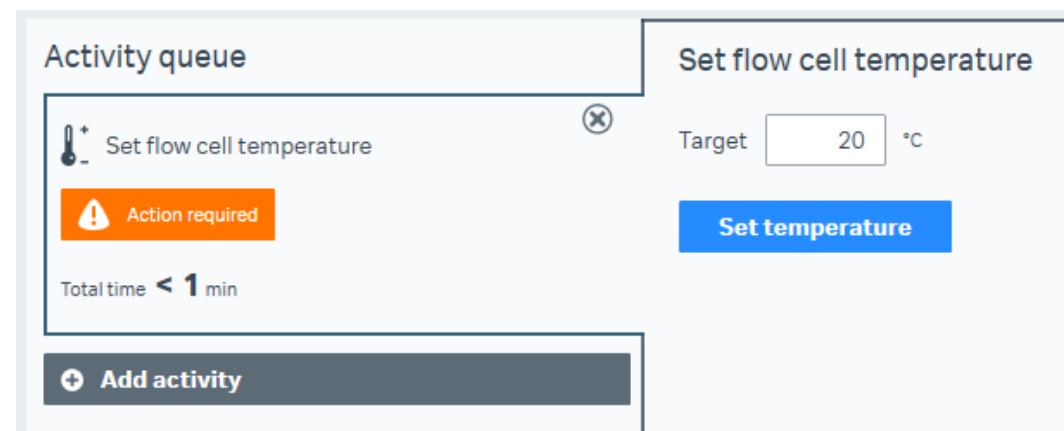 Activity queue
Set flow cell temperature
Action required
Total time < 1 min
Add activity
Set flow cell temperature
Target 20 °C
Set temperature